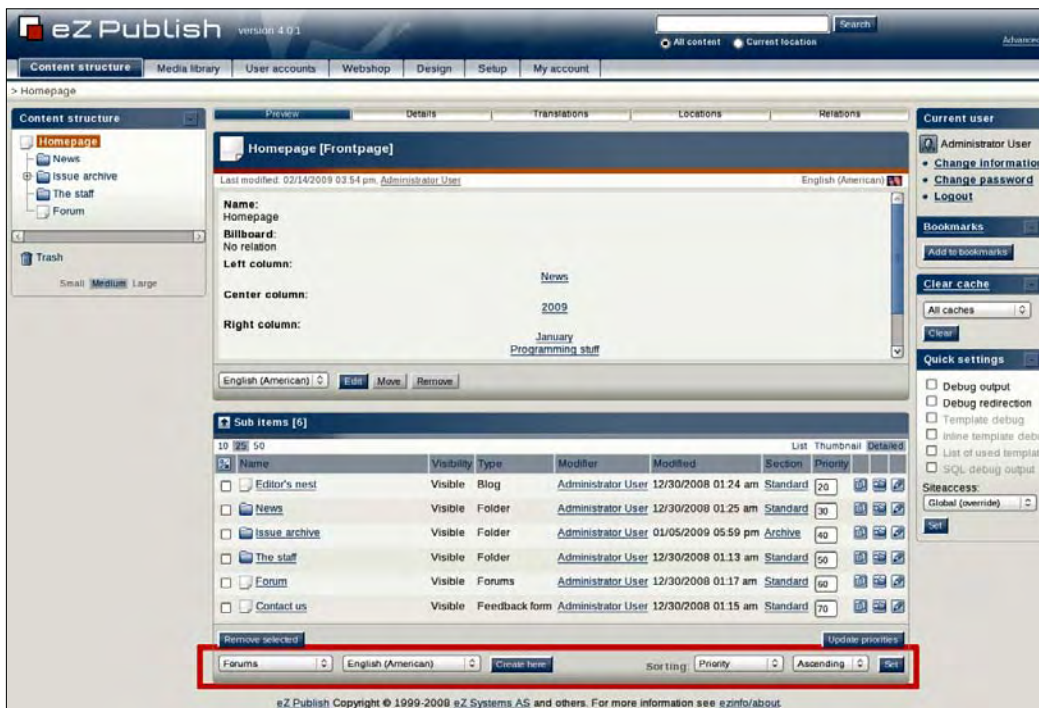 eZ Publish version 4.0.1
Search
All content Current location
Advanced
Content structure Media library User accounts Webshop Design Setup My account
> Homepage
Content structure
Homepage
News
Issue archive
The staff
Forum
Trash
Small Medium Large
Preview Details Translations Locations Relations
Homepage [Frontpage]
Last modified: 02/14/2009 03:54 pm, Administrator User English (American)
Name:
Homepage
Billboard:
No relation
Left column:
News
Center column:
2009
Right column:
January
Programming stuff
English (American) Edit Move Remove
Sub items [6]
10 25 50 List Thumbnail Detailed
Name Visibility Type Modifier Modified Section Priority
Editor's nest Visible Blog Administrator User 12/30/2008 01:24 am Standard 20
News Visible Folder Administrator User 12/30/2008 01:25 am Standard 30
Issue archive Visible Folder Administrator User 01/05/2009 05:59 pm Archive 40
The staff Visible Folder Administrator User 12/30/2008 01:13 am Standard 50
Forum Visible Forums Administrator User 12/30/2008 01:17 am Standard 60
Contact us Visible Feedback form Administrator User 12/30/2008 01:15 am Standard 70
Remove selected Update priorities
Forums English (American) Create here Sorting: Priority Ascending Set
Current user
Administrator User
Change information
Change password
Logout
Bookmarks
Add to bookmarks
Clear cache
All caches
Clear
Quick settings
Debug output
Debug redirection
Template debug
Inline template debu
List of used templat
SQL debug output
Siteaccess:
Global (override)
Set
eZ Publish Copyright © 1999-2008 eZ Systems AS and others. For more information see ezinfo/about